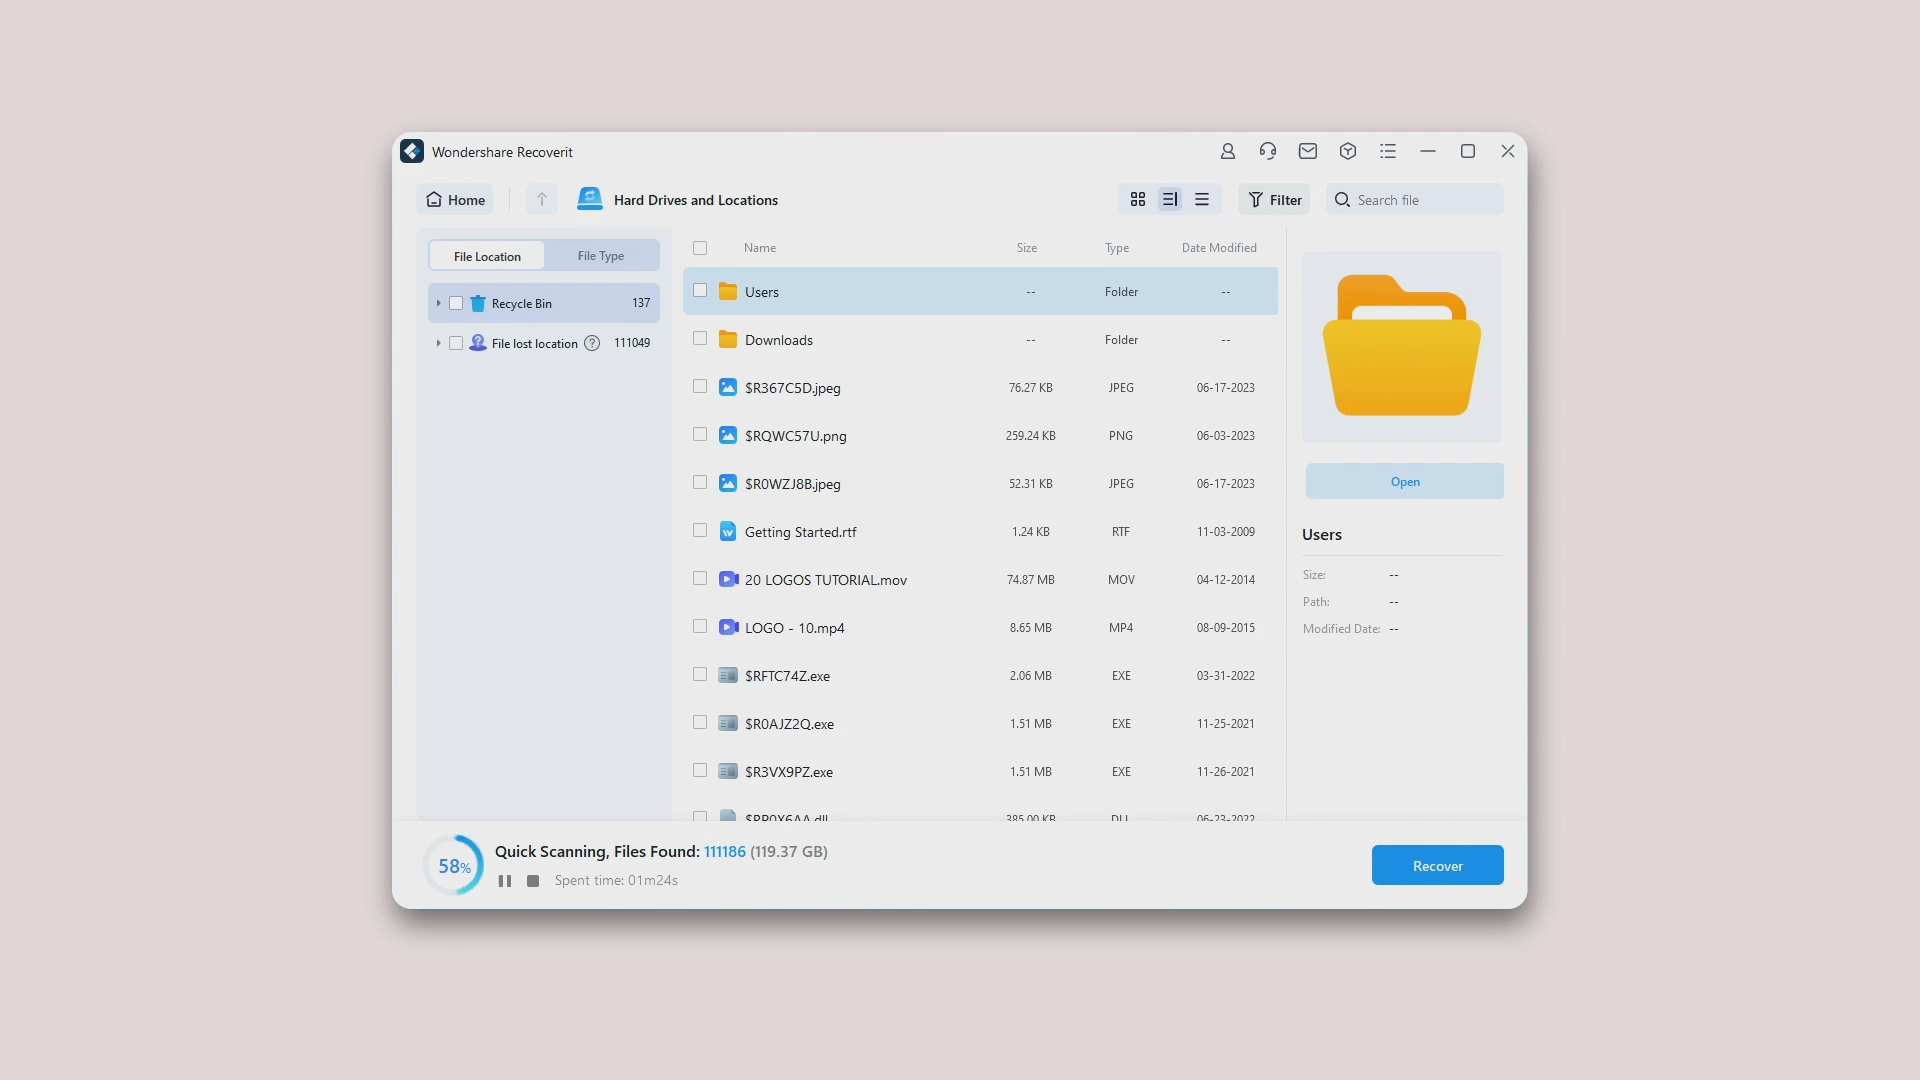 Wondershare Recoverit
Home
Hard Drives and Locations
Filter
Search file
File Location
File Type
Recycle Bin 137
File lost location ? 111049
Name Size Type Date Modified
Users -- Folder --
Downloads -- Folder --
$R367C5D.jpeg 76.27 KB JPEG 06-17-2023
$RQWC57U.png 259.24 KB PNG 06-03-2023
$R0WZJ8B.jpeg 52.31 KB JPEG 06-17-2023
Getting Started.rtf 1.24 KB RTF 11-03-2009
20 LOGOS TUTORIAL.mov 74.87 MB MOV 04-12-2014
LOGO - 10.mp4 8.65 MB MP4 08-09-2015
$RFTC74Z.exe 2.06 MB EXE 03-31-2022
$R0AJZ2Q.exe 1.51 MB EXE 11-25-2021
$R3VX9PZ.exe 1.51 MB EXE 11-26-2021
385.00 KB DLL 06-23-2022
Open
Users
Size: --
Path: --
Modified Date: --
58%
Quick Scanning, Files Found: 111186 (119.37 GB)
Spent time: 01m24s
Recover